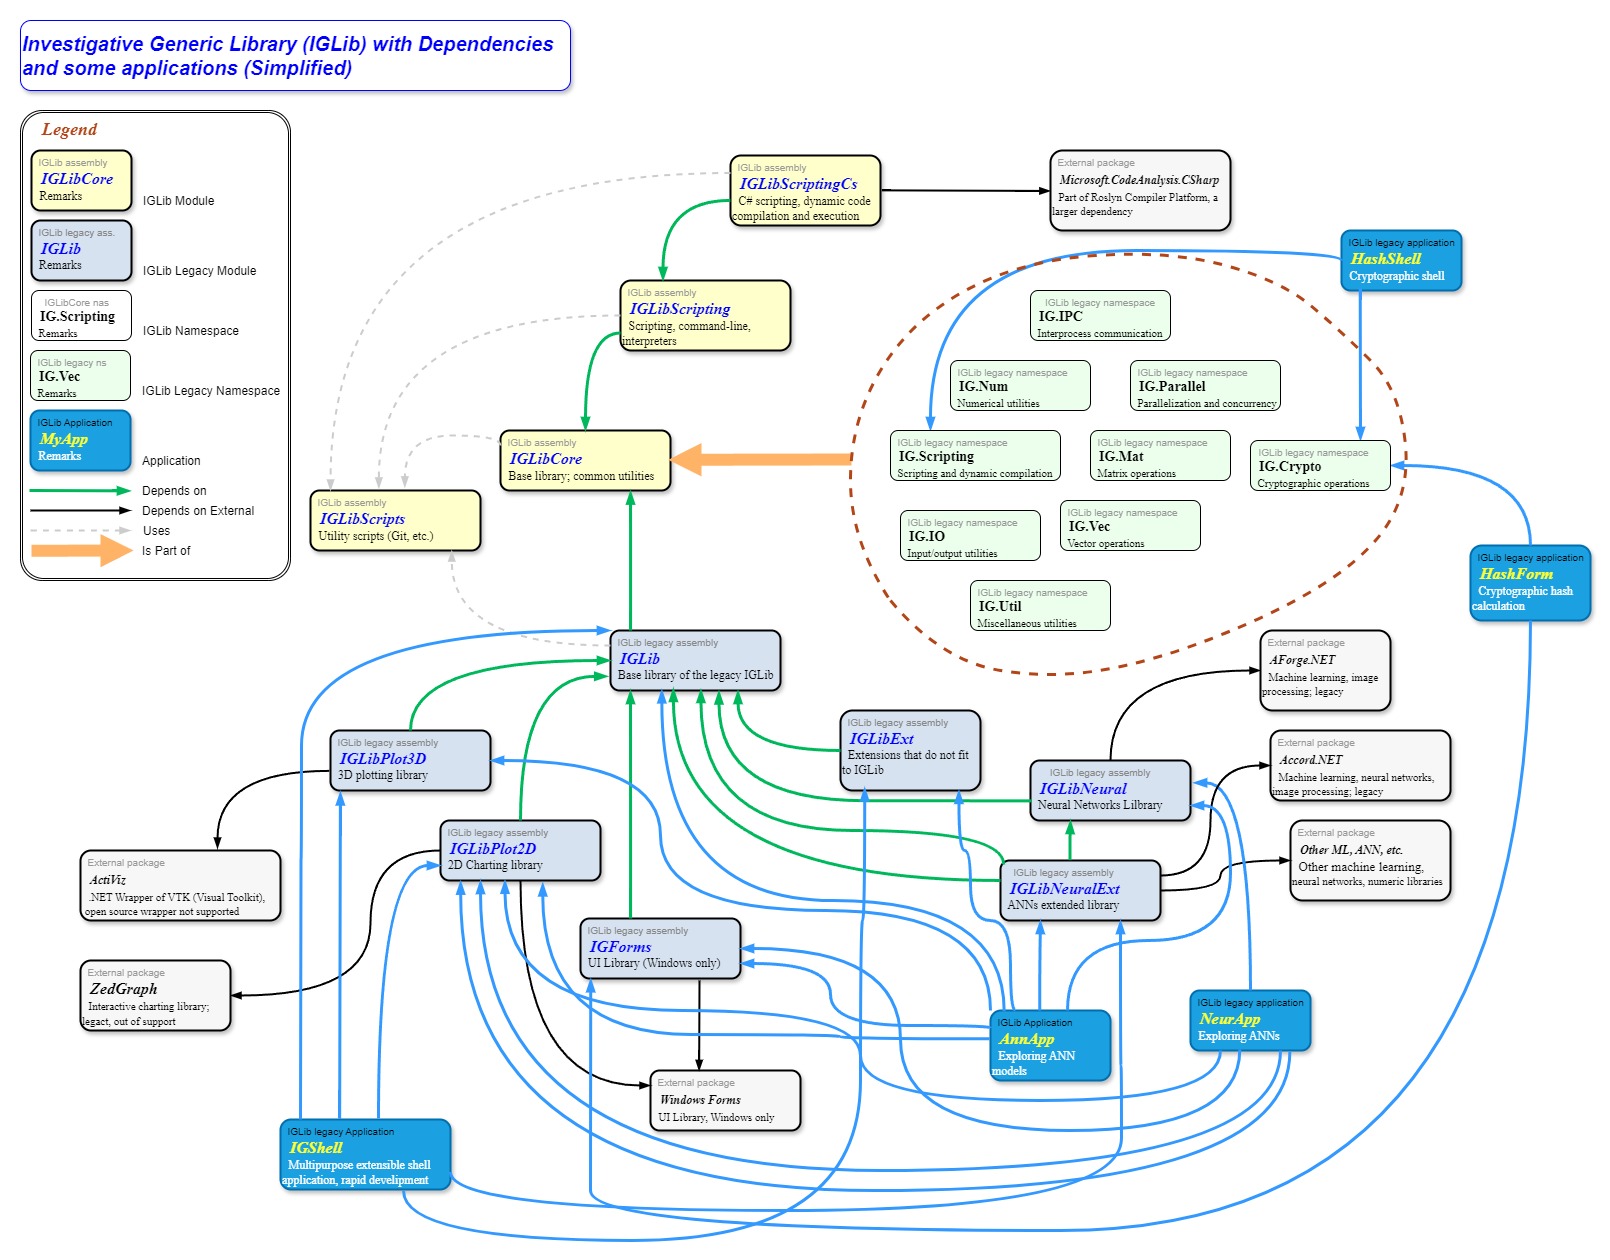 Investigative Generic Library (IGLib) with Dependencies
and some applications (Simplified)
Legend
IGLib assembly
IGLibCore
Remarks
IGLib Module
IGLib legacy ass.
IGLib
Remarks
IGLib Legacy Module
IGLibCore nas
IG.Scripting
Remarks
IGLib Namespace
IGLib legacy ns
IG.Vec
Remarks
IGLib Legacy Namespace
IGLib Application
MyApp
Remarks
Application
Depends on
Depends on External
Uses
Is Part of
IGLib assembly
IGLibScriptingCs
C# scripting, dynamic code
compilation and execution
External package
Microsoft.CodeAnalysis.CSharp
Part of Roslyn Compiler Platform, a
larger dependency
IGLib legacy application
HashShell
Cryptographic shell
IGLib assembly
IGLibScripting
Scripting, command-line,
interpreters
IGLib legacy namespace
IG.IPC
Interprocess communication
IGLib legacy namespace
IG.Num
Numerical utilities
IGLib legacy namespace
IG.Parallel
Parallelization and concurrency
IGLib assembly
IGLibCore
Base library; common utilities
IGLib legacy namespace
IG.Scripting
Scripting and dynamic compilation
IGLib legacy namespace
IG.Mat
Matrix operations
IGLib legacy namespace
IG.Crypto
Cryptographic operations
IGLib assembly
IGLibScripts
Utility scripts (Git, etc.)
IGLib legacy namespace
IG.IO
Input/output utilities
IGLib legacy namespace
IG.Vec
Vector operations
IGLib legacy application
HashForm
Cryptographic hash
calculation
IGLib legacy namespace
IG.Util
Miscellaneous utilities
IGLib legacy assembly
IGLib
Base library of the legacy IGLib
External package
AForge.NET
Machine learning, image
processing; legacy
IGLib legacy assembly
IGLibPlot3D
3D plotting library
IGLib legacy assembly
IGLibExt
Extensions that do not fit
to IGLib
IGLib legacy assembly
IGLibNeural
Neural Networks Library
External package
Accord.NET
Machine learning, neural networks,
image processing; legacy
External package
ActiViz
.NET Wrapper of VTK (Visual Toolkit),
open source wrapper not supported
IGLib legacy assembly
IGLibPlot2D
2D Charting library
IGLib legacy assembly
IGLibNeuralExt
ANNs extended library
External package
Other ML, ANN, etc.
Other machine learning,
neural networks, numeric libraries
IGLib legacy assembly
IGForms
UI Library (Windows only)
External package
ZedGraph
Interactive charting library;
legact, out of support
IGLib Application
AnnApp
Exploring ANN
models
IGLib legacy application
NeurApp
Exploring ANNs
External package
Windows Forms
UI Library, Windows only
IGLib legacy Application
IGShell
Multipurpose extensible shell
application, rapid develipment